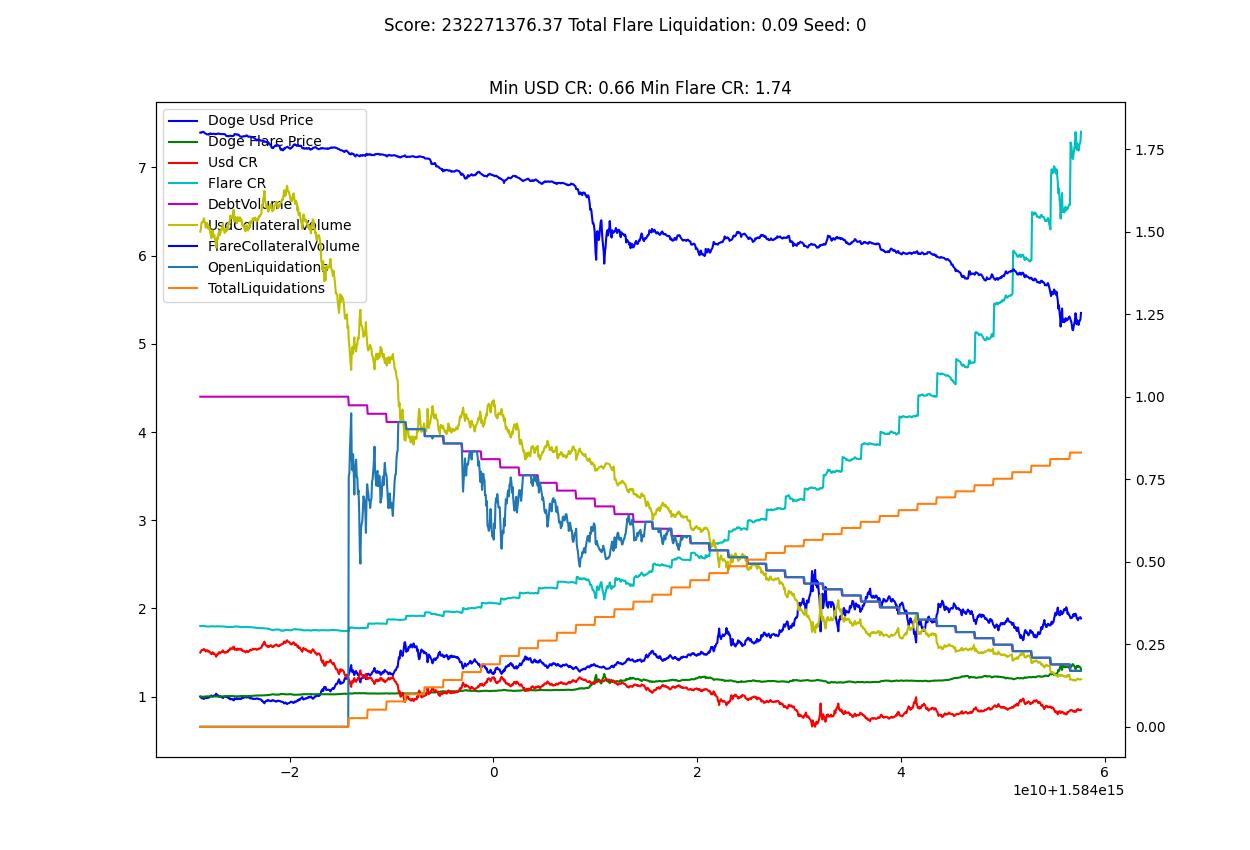 Score: 232271376.37 Total Flare Liquidation: 0.09 Seed: 0
Min USD CR: 0.66 Min Flare CR: 1.74
Doge Usd Price
Doge Flare Price
Usd CR
Flare CR
DebtVolume
UsdCollateralVolume
FlareCollateralVolume
OpenLiquidations
TotalLiquidations
7
6
5
4
3
2
1
1.75
1.50
1.25
1.00
0.75
0.50
0.25
0.00
−2
0
2
4
6
1e10+1.584e15